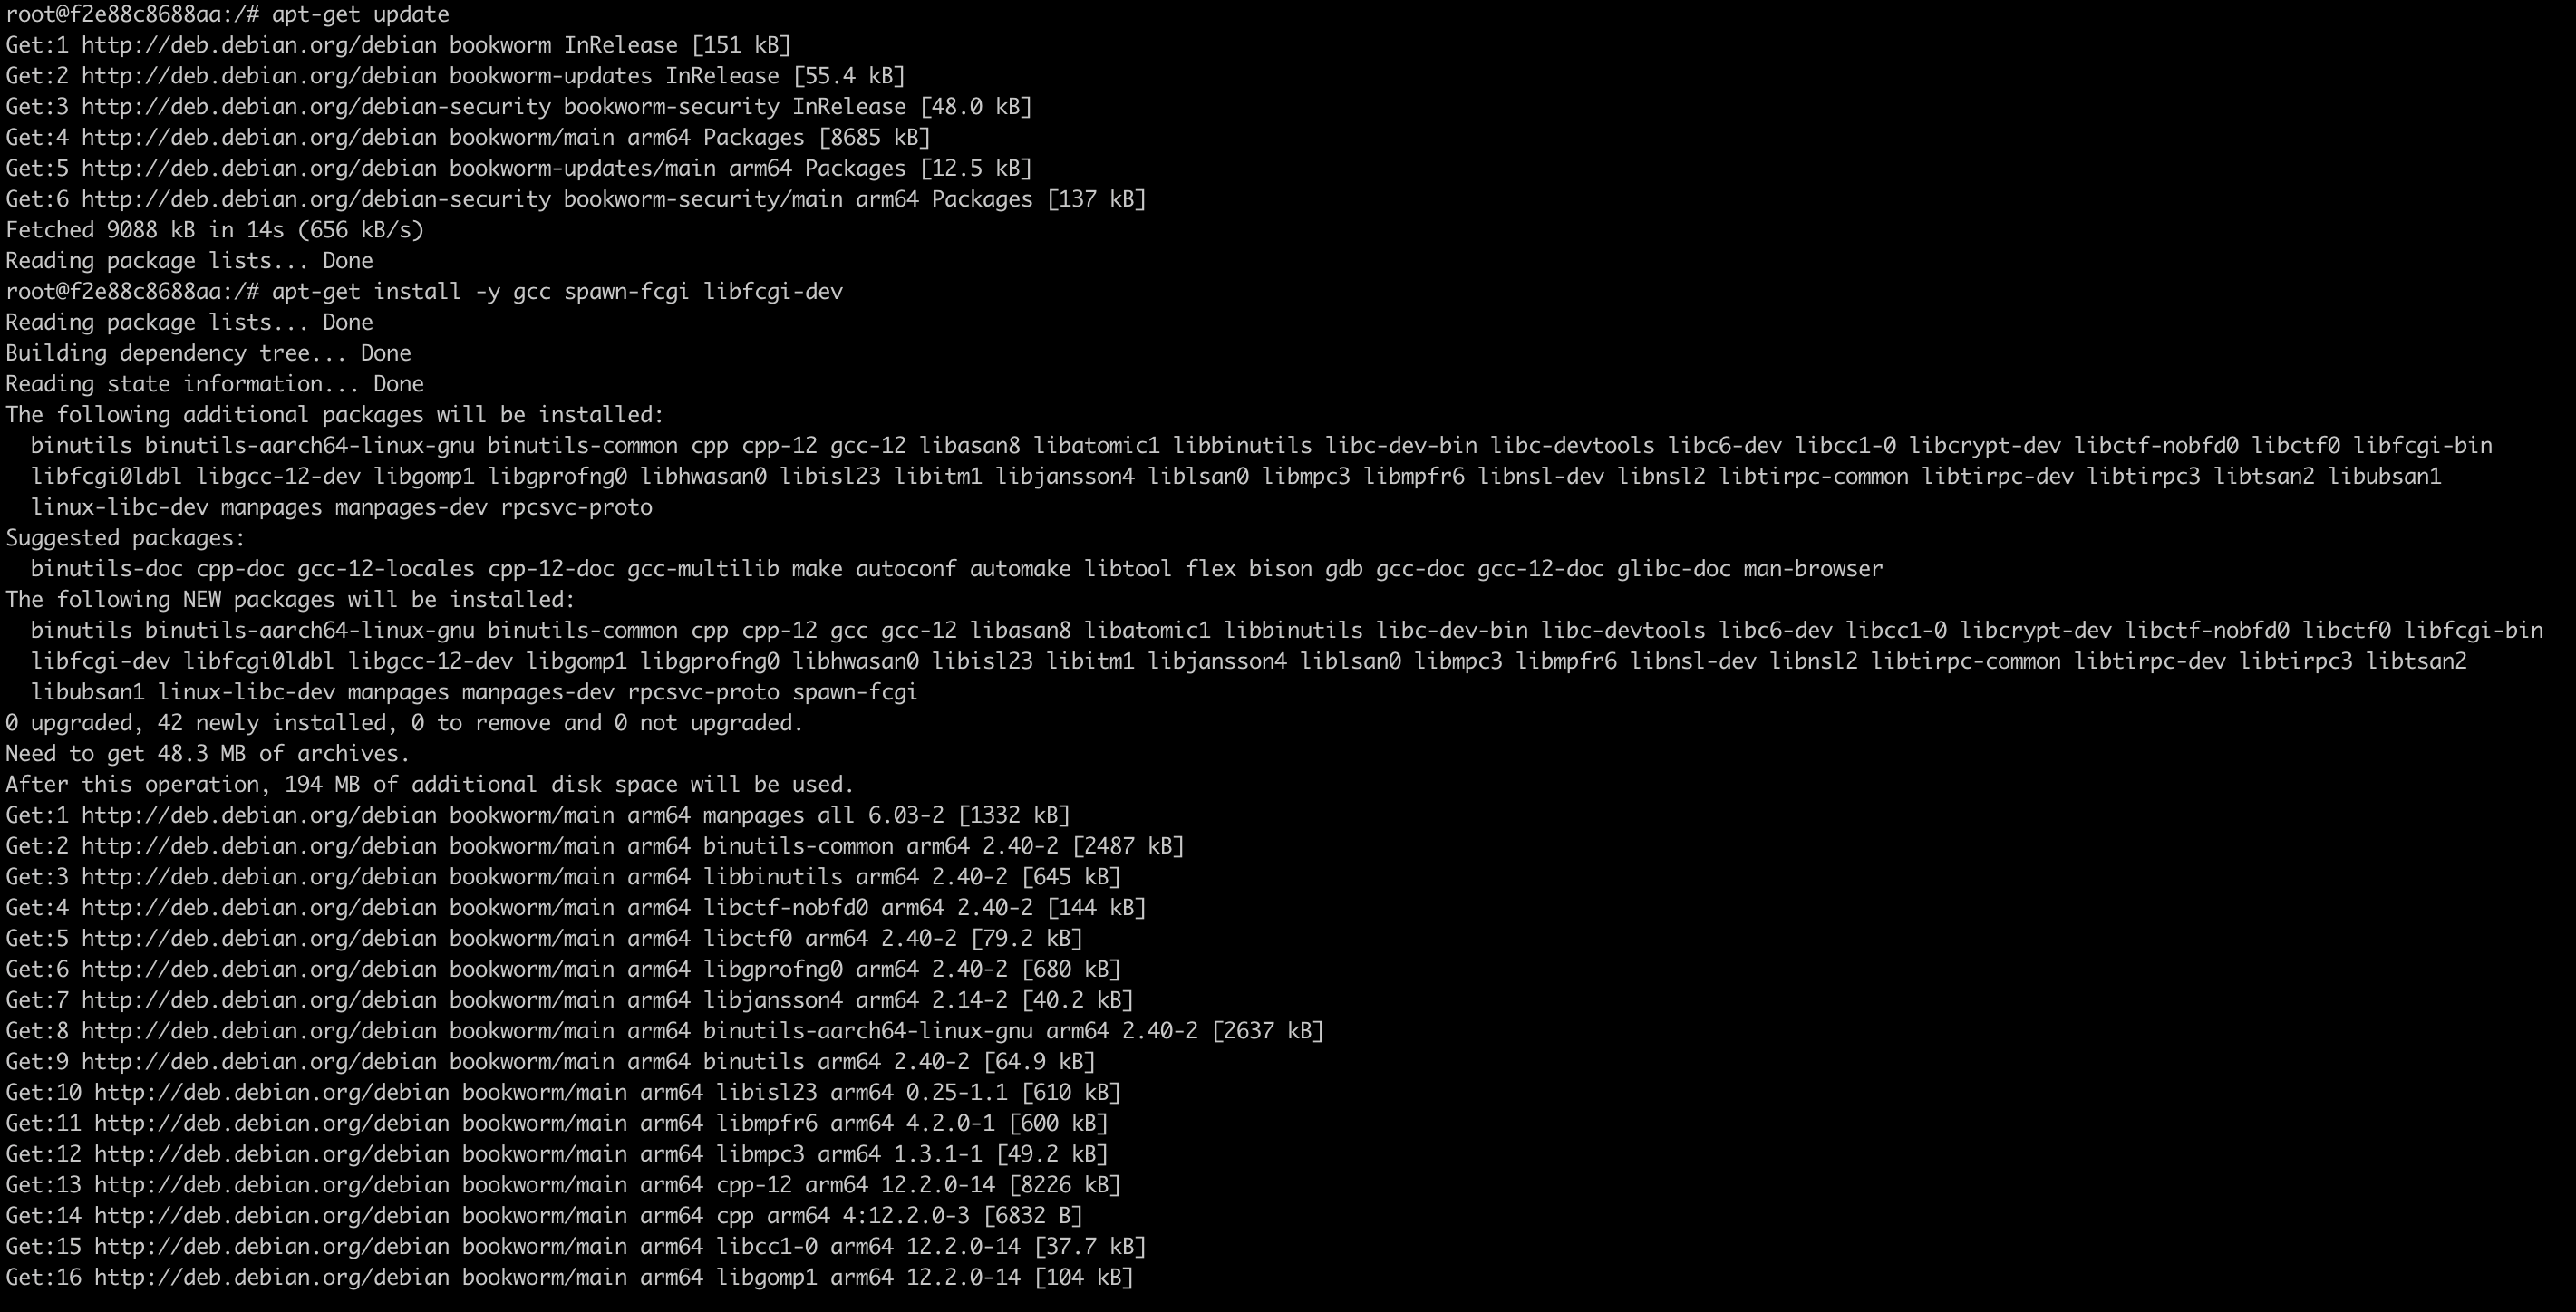 root@f2e88c8688aa:/# apt-get update
Get:1 http://deb.debian.org/debian bookworm InRelease [151 kB]
Get:2 http://deb.debian.org/debian bookworm-updates InRelease [55.4 kB]
Get:3 http://deb.debian.org/debian-security bookworm-security InRelease [48.0 kB]
Get:4 http://deb.debian.org/debian bookworm/main arm64 Packages [8685 kB]
Get:5 http://deb.debian.org/debian bookworm-updates/main arm64 Packages [12.5 kB]
Get:6 http://deb.debian.org/debian-security bookworm-security/main arm64 Packages [137 kB]
Fetched 9088 kB in 14s (656 kB/s)
Reading package lists... Done
root@f2e88c8688aa:/# apt-get install -y gcc spawn-fcgi libfcgi-dev
Reading package lists... Done
Building dependency tree... Done
Reading state information... Done
The following additional packages will be installed:
  binutils binutils-aarch64-linux-gnu binutils-common cpp cpp-12 gcc-12 libasan8 libatomic1 libbinutils libc-dev-bin libc-devtools libc6-dev libcc1-0 libcrypt-dev libctf-nobfd0 libctf0 libfcgi-bin
  libfcgi0ldbl libgcc-12-dev libgomp1 libgprofng0 libhwasan0 libisl23 libitm1 libjansson4 liblsan0 libmpc3 libmpfr6 libnsl-dev libnsl2 libtirpc-common libtirpc-dev libtirpc3 libtsan2 libubsan1
  linux-libc-dev manpages manpages-dev rpcsvc-proto
Suggested packages:
  binutils-doc cpp-doc gcc-12-locales cpp-12-doc gcc-multilib make autoconf automake libtool flex bison gdb gcc-doc gcc-12-doc glibc-doc man-browser
The following NEW packages will be installed:
  binutils binutils-aarch64-linux-gnu binutils-common cpp cpp-12 gcc gcc-12 libasan8 libatomic1 libbinutils libc-dev-bin libc-devtools libc6-dev libcc1-0 libcrypt-dev libctf-nobfd0 libctf0 libfcgi-bin
  libfcgi-dev libfcgi0ldbl libgcc-12-dev libgomp1 libgprofng0 libhwasan0 libisl23 libitm1 libjansson4 liblsan0 libmpc3 libmpfr6 libnsl-dev libnsl2 libtirpc-common libtirpc-dev libtirpc3 libtsan2
  libubsan1 linux-libc-dev manpages manpages-dev rpcsvc-proto spawn-fcgi
0 upgraded, 42 newly installed, 0 to remove and 0 not upgraded.
Need to get 48.3 MB of archives.
After this operation, 194 MB of additional disk space will be used.
Get:1 http://deb.debian.org/debian bookworm/main arm64 manpages all 6.03-2 [1332 kB]
Get:2 http://deb.debian.org/debian bookworm/main arm64 binutils-common arm64 2.40-2 [2487 kB]
Get:3 http://deb.debian.org/debian bookworm/main arm64 libbinutils arm64 2.40-2 [645 kB]
Get:4 http://deb.debian.org/debian bookworm/main arm64 libctf-nobfd0 arm64 2.40-2 [144 kB]
Get:5 http://deb.debian.org/debian bookworm/main arm64 libctf0 arm64 2.40-2 [79.2 kB]
Get:6 http://deb.debian.org/debian bookworm/main arm64 libgprofng0 arm64 2.40-2 [680 kB]
Get:7 http://deb.debian.org/debian bookworm/main arm64 libjansson4 arm64 2.14-2 [40.2 kB]
Get:8 http://deb.debian.org/debian bookworm/main arm64 binutils-aarch64-linux-gnu arm64 2.40-2 [2637 kB]
Get:9 http://deb.debian.org/debian bookworm/main arm64 binutils arm64 2.40-2 [64.9 kB]
Get:10 http://deb.debian.org/debian bookworm/main arm64 libisl23 arm64 0.25-1.1 [610 kB]
Get:11 http://deb.debian.org/debian bookworm/main arm64 libmpfr6 arm64 4.2.0-1 [600 kB]
Get:12 http://deb.debian.org/debian bookworm/main arm64 libmpc3 arm64 1.3.1-1 [49.2 kB]
Get:13 http://deb.debian.org/debian bookworm/main arm64 cpp-12 arm64 12.2.0-14 [8226 kB]
Get:14 http://deb.debian.org/debian bookworm/main arm64 cpp arm64 4:12.2.0-3 [6832 B]
Get:15 http://deb.debian.org/debian bookworm/main arm64 libcc1-0 arm64 12.2.0-14 [37.7 kB]
Get:16 http://deb.debian.org/debian bookworm/main arm64 libgomp1 arm64 12.2.0-14 [104 kB]